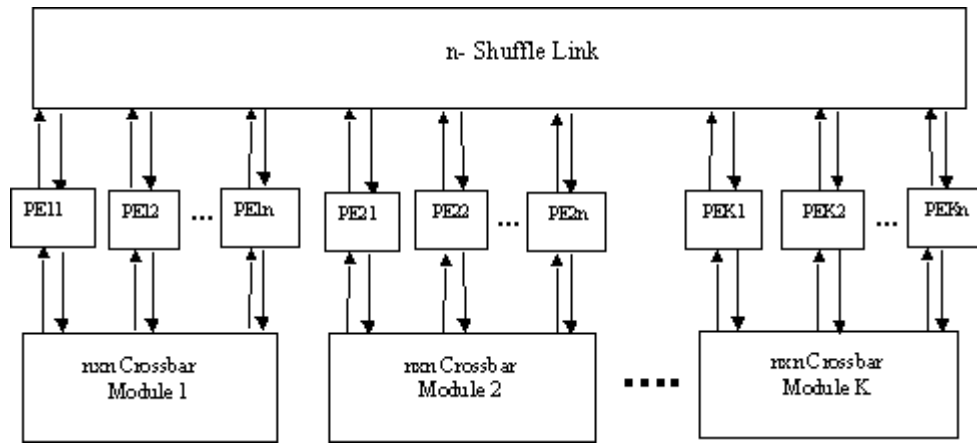 n- Shuffle Link
PE11 PE12 ... PE1n PE21 PE22 ... PE2n PEK1 PEK2 ... PEKn
nxn Crossbar
Module 1
nxn Crossbar
Module 2
....
nxn Crossbar
Module K